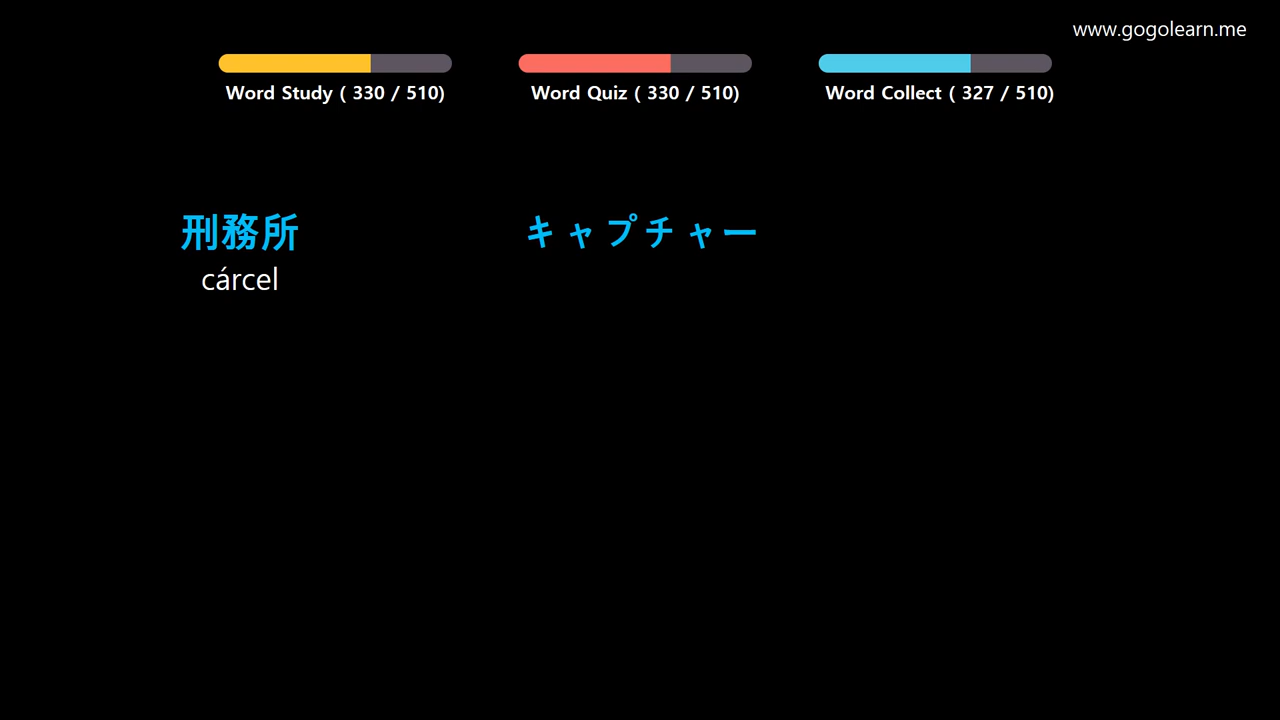 www.gogolearn.me
Word Study ( 330 / 510)
Word Quiz ( 330 / 510)
Word Collect ( 327 / 510)
刑務所
キャプチャー
cárcel